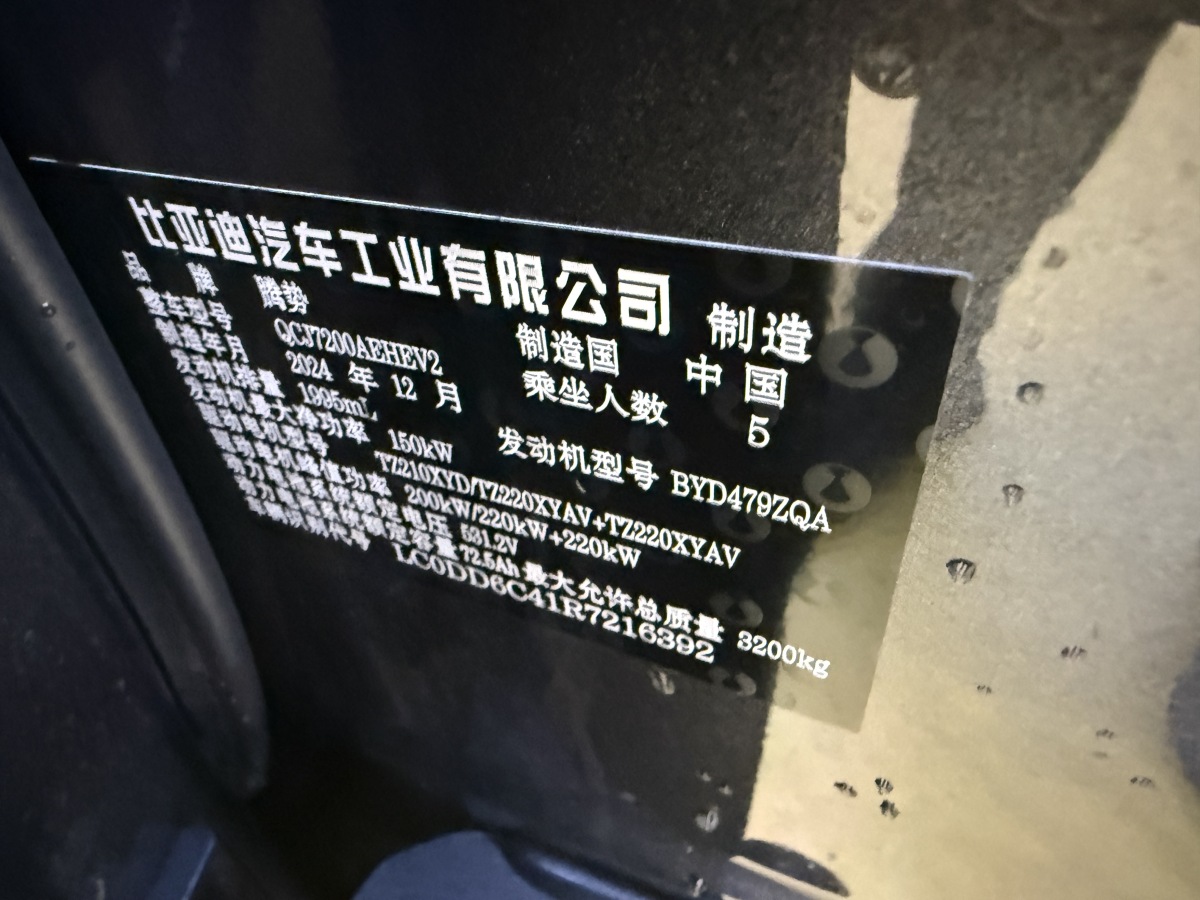 比亚迪汽车工业有限公司 制造
品牌 腾势 制造国 中国
整车型号 QCJ7200AEHEV2 乘坐人数 5
制造年月 2024 年 12 月
发动机排量 1995mL 发动机型号 BYD479ZQA
发动机最大净功率 150kW
驱动电机型号 TZ210XYD/TZ220XYAV+TZ220XYAV
驱动电机峰值功率 200kW/220kW+220kW
动力电池系统额定电压 531.2V
动力电池系统额定容量 72.5Ah 最大允许总质量 3200kg
车辆识别代号 LC0DD6C41R7216392